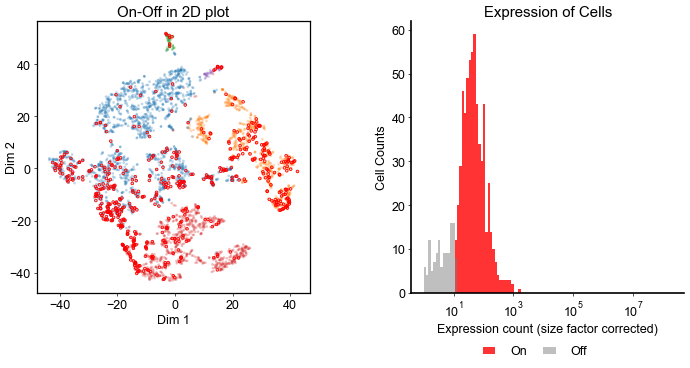 On-Off in 2D plot
Dim 2
40
20
0
−20
−40
−40 −20 0 20 40
Dim 1
Expression of Cells
Cell Counts
60
50
40
30
20
10
0
10^1 10^3 10^5 10^7
Expression count (size factor corrected)
On Off